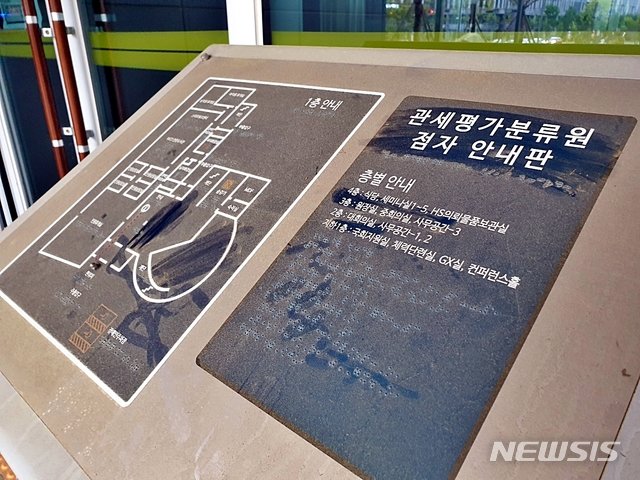 1층 안내
관세평가분류원
점자 안내판
층별 안내
4층 : 식당, 세미나실1~5, HS의뢰물품보관실
3층 : 원장실, 중회의실, 사무공간~3
2층 : 대회의실, 사무공간~1, 2
지하1층 : 국회지원실, 체력단련실, GX실, 컨퍼런스홀
NEWSIS